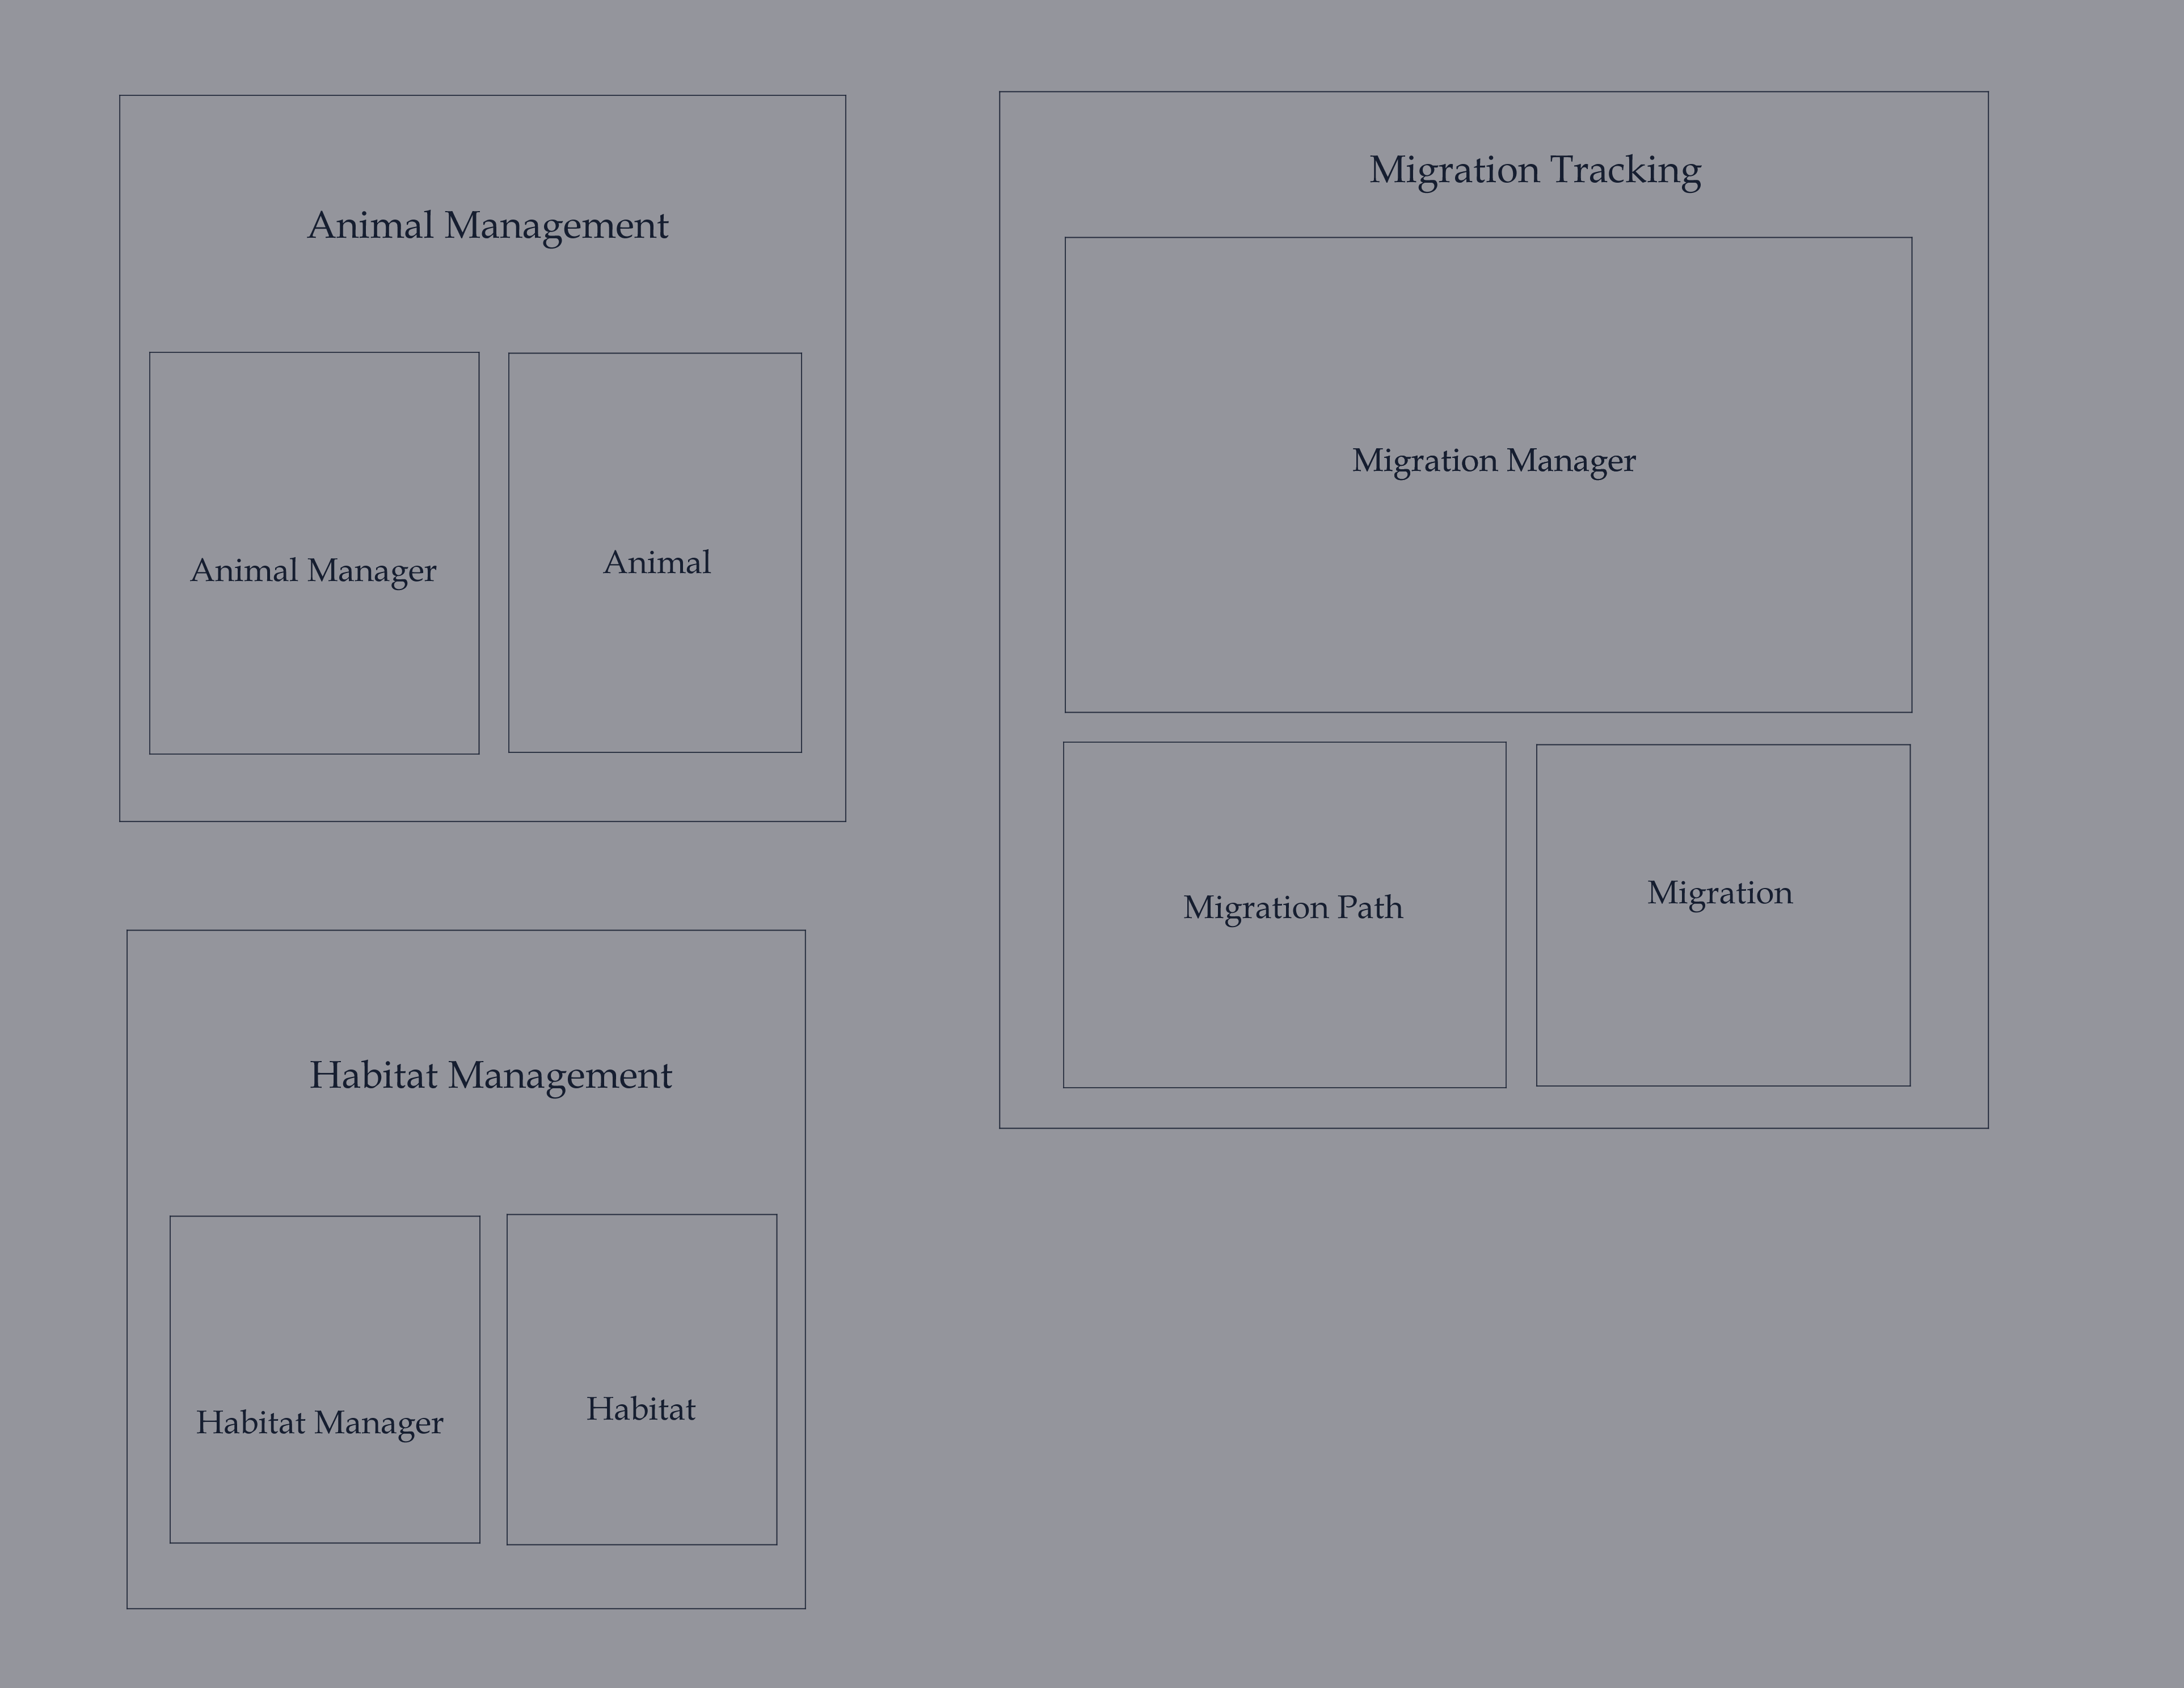 Animal Management
Animal Manager
Animal
Migration Tracking
Migration Manager
Migration Path
Migration
Habitat Management
Habitat Manager
Habitat